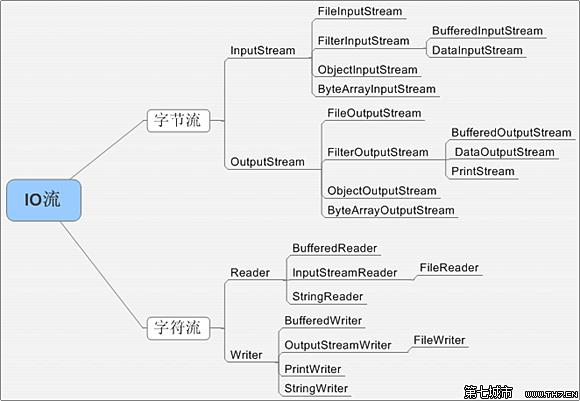 IO流
字节流
InputStream
FileInputStream
FilterInputStream
BufferedInputStream
DataInputStream
ObjectInputStream
ByteArrayInputStream
OutputStream
FileOutputStream
FilterOutputStream
BufferedOutputStream
DataOutputStream
PrintStream
ObjectOutputStream
ByteArrayOutputStream
字符流
Reader
BufferedReader
InputStreamReader
FileReader
StringReader
Writer
BufferedWriter
OutputStreamWriter
FileWriter
PrintWriter
StringWriter
第七城市 WWW.TH7.CN